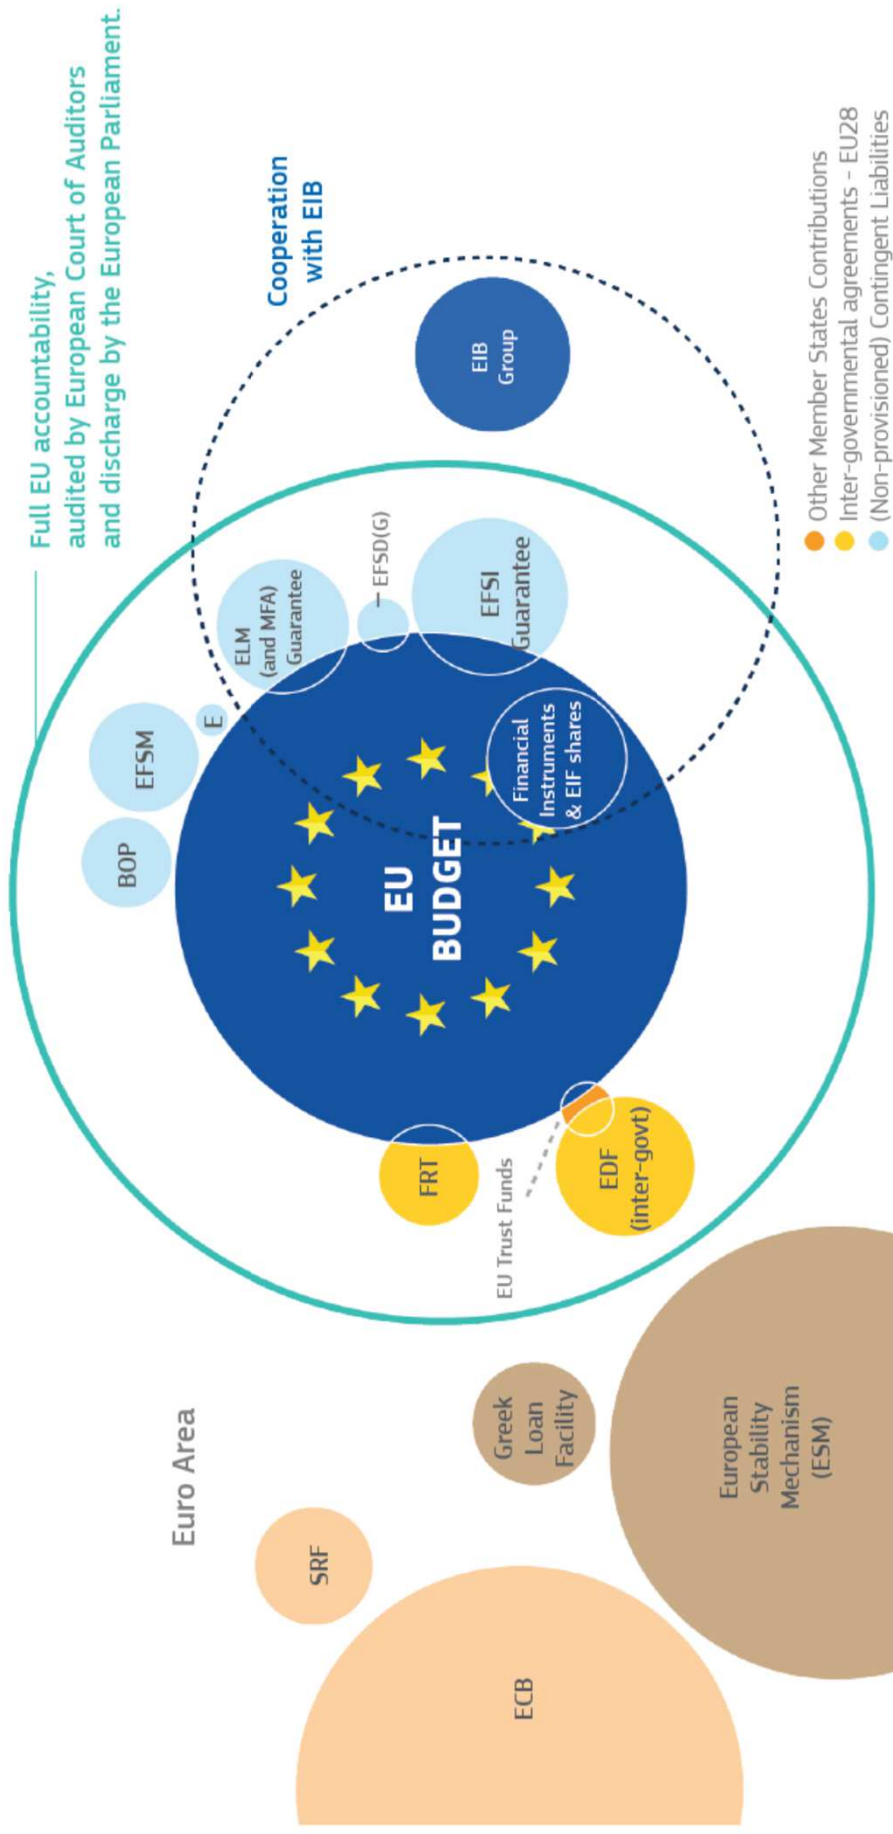 Full EU accountability,
audited by European Court of Auditors
and discharge by the European Parliament.
Euro Area
Cooperation
with EIB
BOP
EFSM
E
ELM
(and MFA)
Guarantee
EFSD(G)
EFSI
Guarantee
EIB
Group
EU
BUDGET
Financial
Instruments
& EIF shares
FRT
EU Trust Funds
EDF
(inter-govt)
SRF
Greek
Loan
Facility
ECB
European
Stability
Mechanism
(ESM)
Other Member States Contributions
Inter-governmental agreements - EU28
(Non-provisioned) Contingent Liabilities